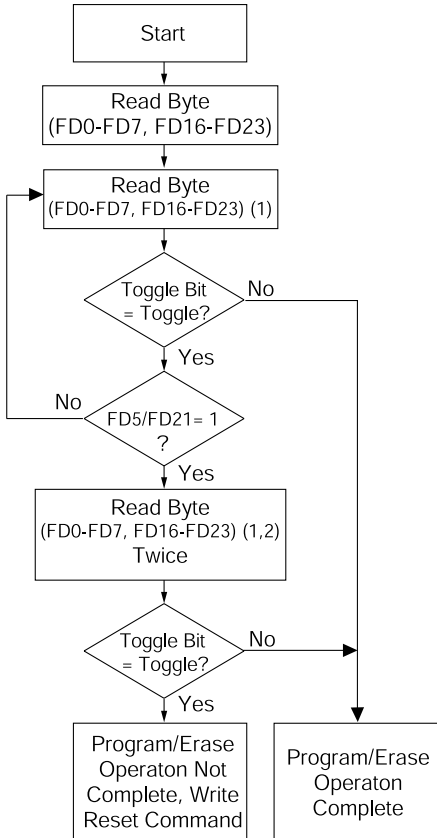 Start
Read Byte
(FD0-FD7, FD16-FD23)
Read Byte
(FD0-FD7, FD16-FD23) (1)
Toggle Bit
= Toggle?
No
Yes
No
FD5/FD21= 1
?
Yes
Read Byte
(FD0-FD7, FD16-FD23) (1,2)
Twice
Toggle Bit
= Toggle?
No
Yes
Program/Erase
Operaton Not
Complete, Write
Reset Command
Program/Erase
Operaton
Complete